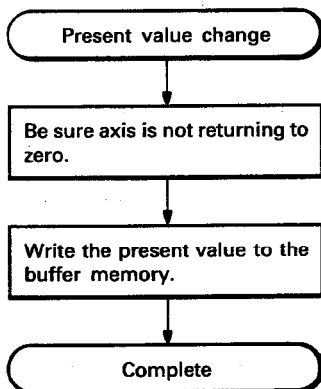 Present value change
Be sure axis is not returning to
zero.
Write the present value to the
buffer memory.
Complete